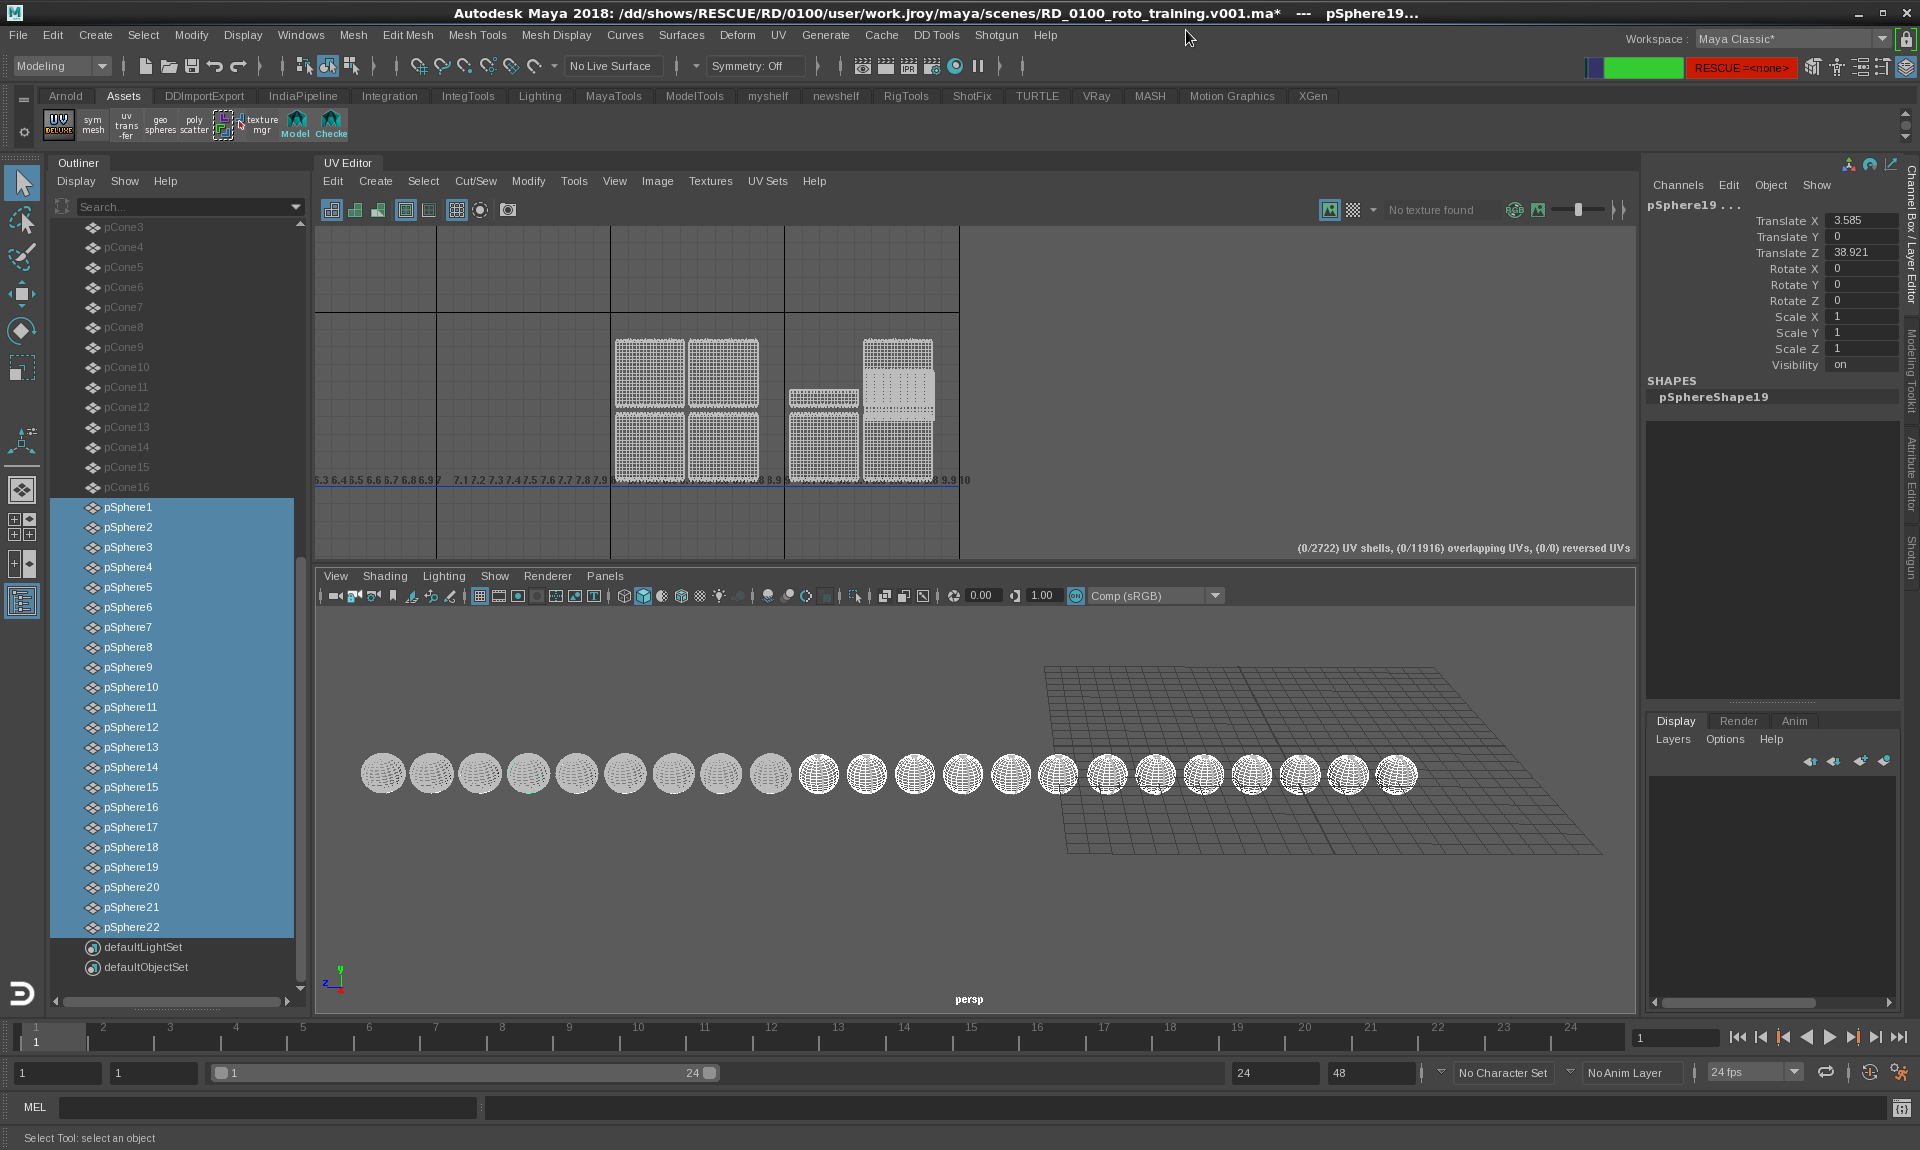 Autodesk Maya 2018: /dd/shows/RESCUE/RD/0100/user/work.jroy/maya/scenes/RD_0100_roto_training.v001.ma* --- pSphere19...
File Edit Create Select Modify Display Windows Mesh Edit Mesh Mesh Tools Mesh Display Curves Surfaces Deform UV Generate Cache DD Tools Shotgun Help
Workspace : Maya Classic*
Modeling No Live Surface Symmetry: Off IPR RESCUE =<none>
Arnold Assets DDImportExport IndiaPipeline Integration IntegTools Lighting MayaTools ModelTools myshelf newshelf RigTools ShotFix TURTLE VRay MASH Motion Graphics XGen
UV DELUXE
sym mesh
uv trans -fer
geo spheres
poly scatter
texture mgr
Model
Checke
Outliner
Display Show Help
Search...
pCone3
pCone4
pCone5
pCone6
pCone7
pCone8
pCone9
pCone10
pCone11
pCone12
pCone13
pCone14
pCone15
pCone16
pSphere1
pSphere2
pSphere3
pSphere4
pSphere5
pSphere6
pSphere7
pSphere8
pSphere9
pSphere10
pSphere11
pSphere12
pSphere13
pSphere14
pSphere15
pSphere16
pSphere17
pSphere18
pSphere19
pSphere20
pSphere21
pSphere22
defaultLightSet
defaultObjectSet
UV Editor
Edit Create Select Cut/Sew Modify Tools View Image Textures UV Sets Help
No texture found RGB
6.3 6.4 6.5 6.6 6.7 6.8 6.9 7 7.1 7.2 7.3 7.4 7.5 7.6 7.7 7.8 7.9 8.9 9.9 10
(0/2722) UV shells, (0/11916) overlapping UVs, (0/0) reversed UVs
View Shading Lighting Show Renderer Panels
0.00 1.00 ON Comp (sRGB)
y
z
x
persp
Channels Edit Object Show
pSphere19 ...
Translate X 3.585
Translate Y 0
Translate Z 38.921
Rotate X 0
Rotate Y 0
Rotate Z 0
Scale X 1
Scale Y 1
Scale Z 1
Visibility on
SHAPES
pSphereShape19
Display Render Anim
Layers Options Help
Channel Box / Layer Editor
Modeling Toolkit
Attribute Editor
Shotgun
1 2 3 4 5 6 7 8 9 10 11 12 13 14 15 16 17 18 19 20 21 22 23 24
1
1
1 1 1 24 24 48 No Character Set No Anim Layer 24 fps
MEL
Select Tool: select an object